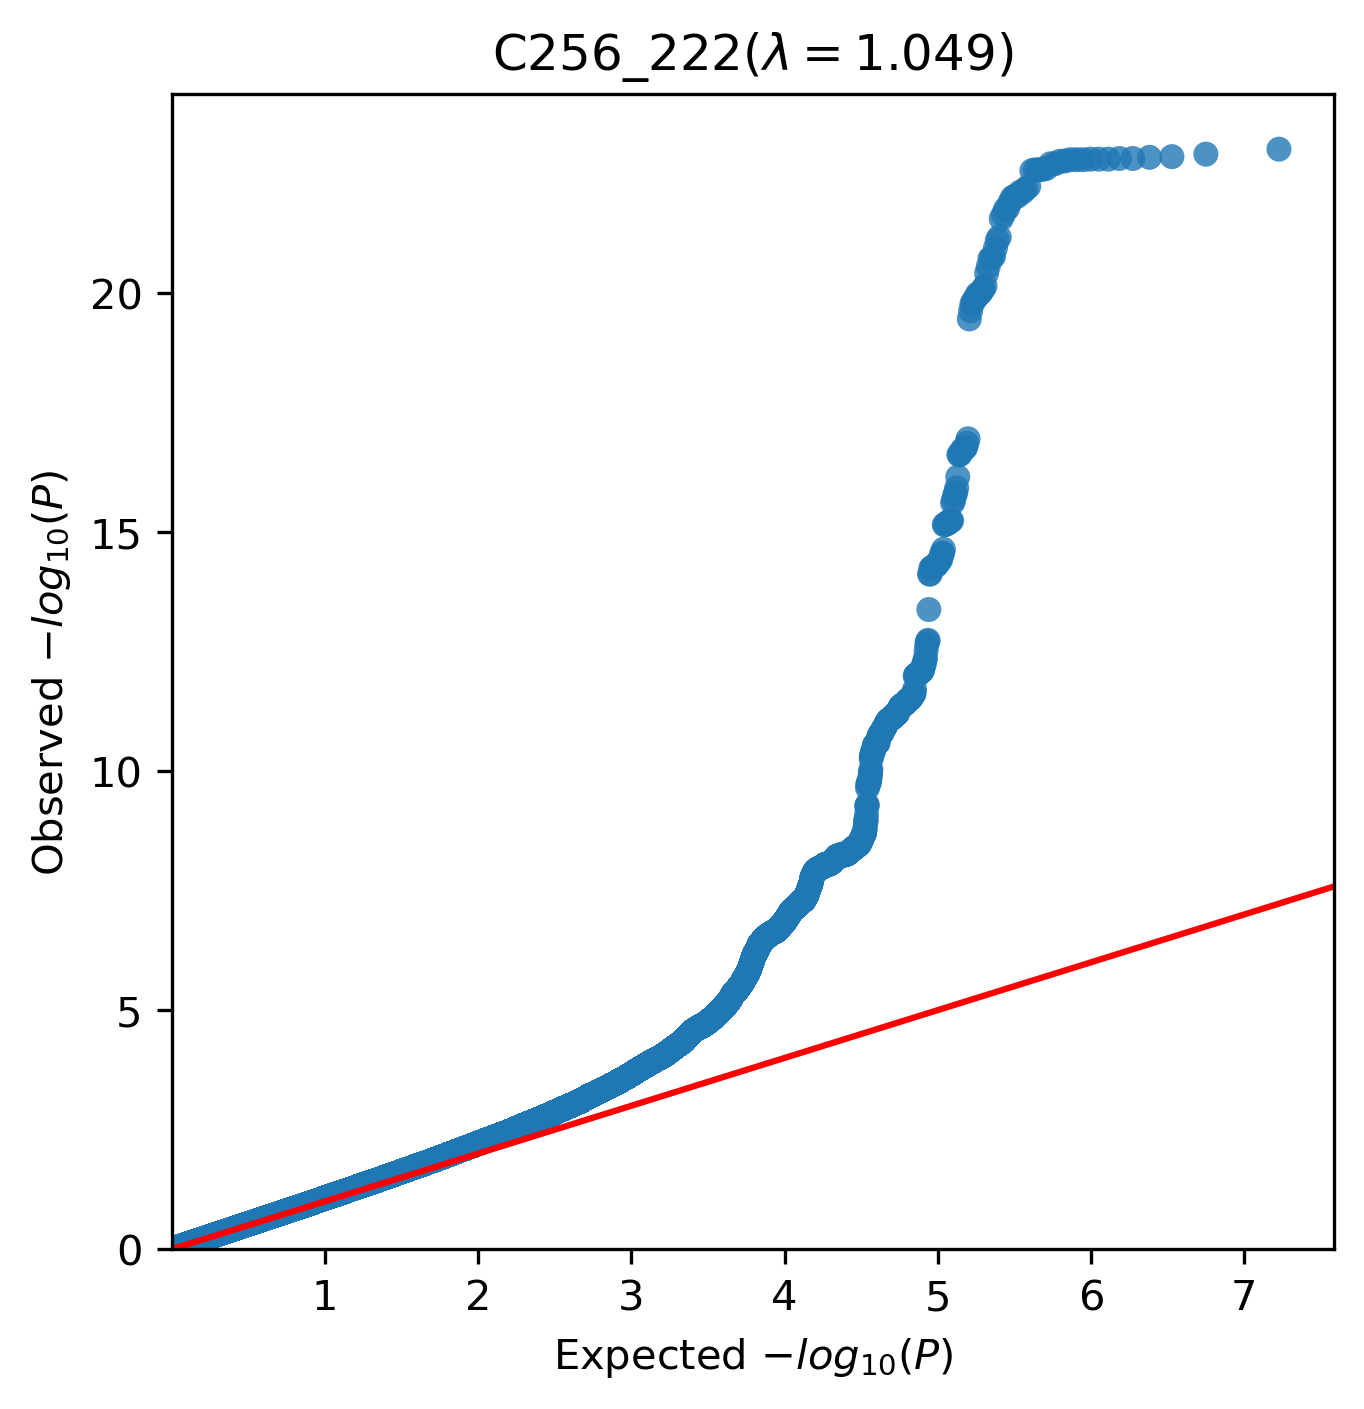 C256_222(λ = 1.049)
Observed −log₁₀(P)
20
15
10
5
0
1 2 3 4 5 6 7
Expected −log₁₀(P)